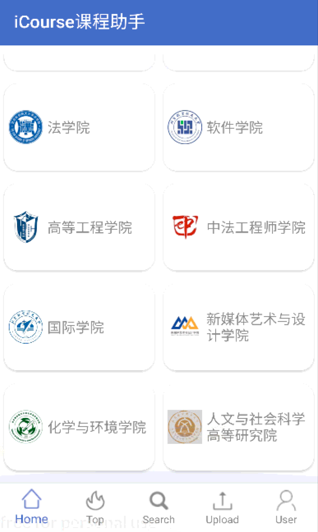 iCourse课程助手
法学院
软件学院
高等工程学院
中法工程师学院
国际学院
新媒体艺术与设
计学院
化学与环境学院
人文与社会科学
高等研究院
Home
Top
Search
Upload
User